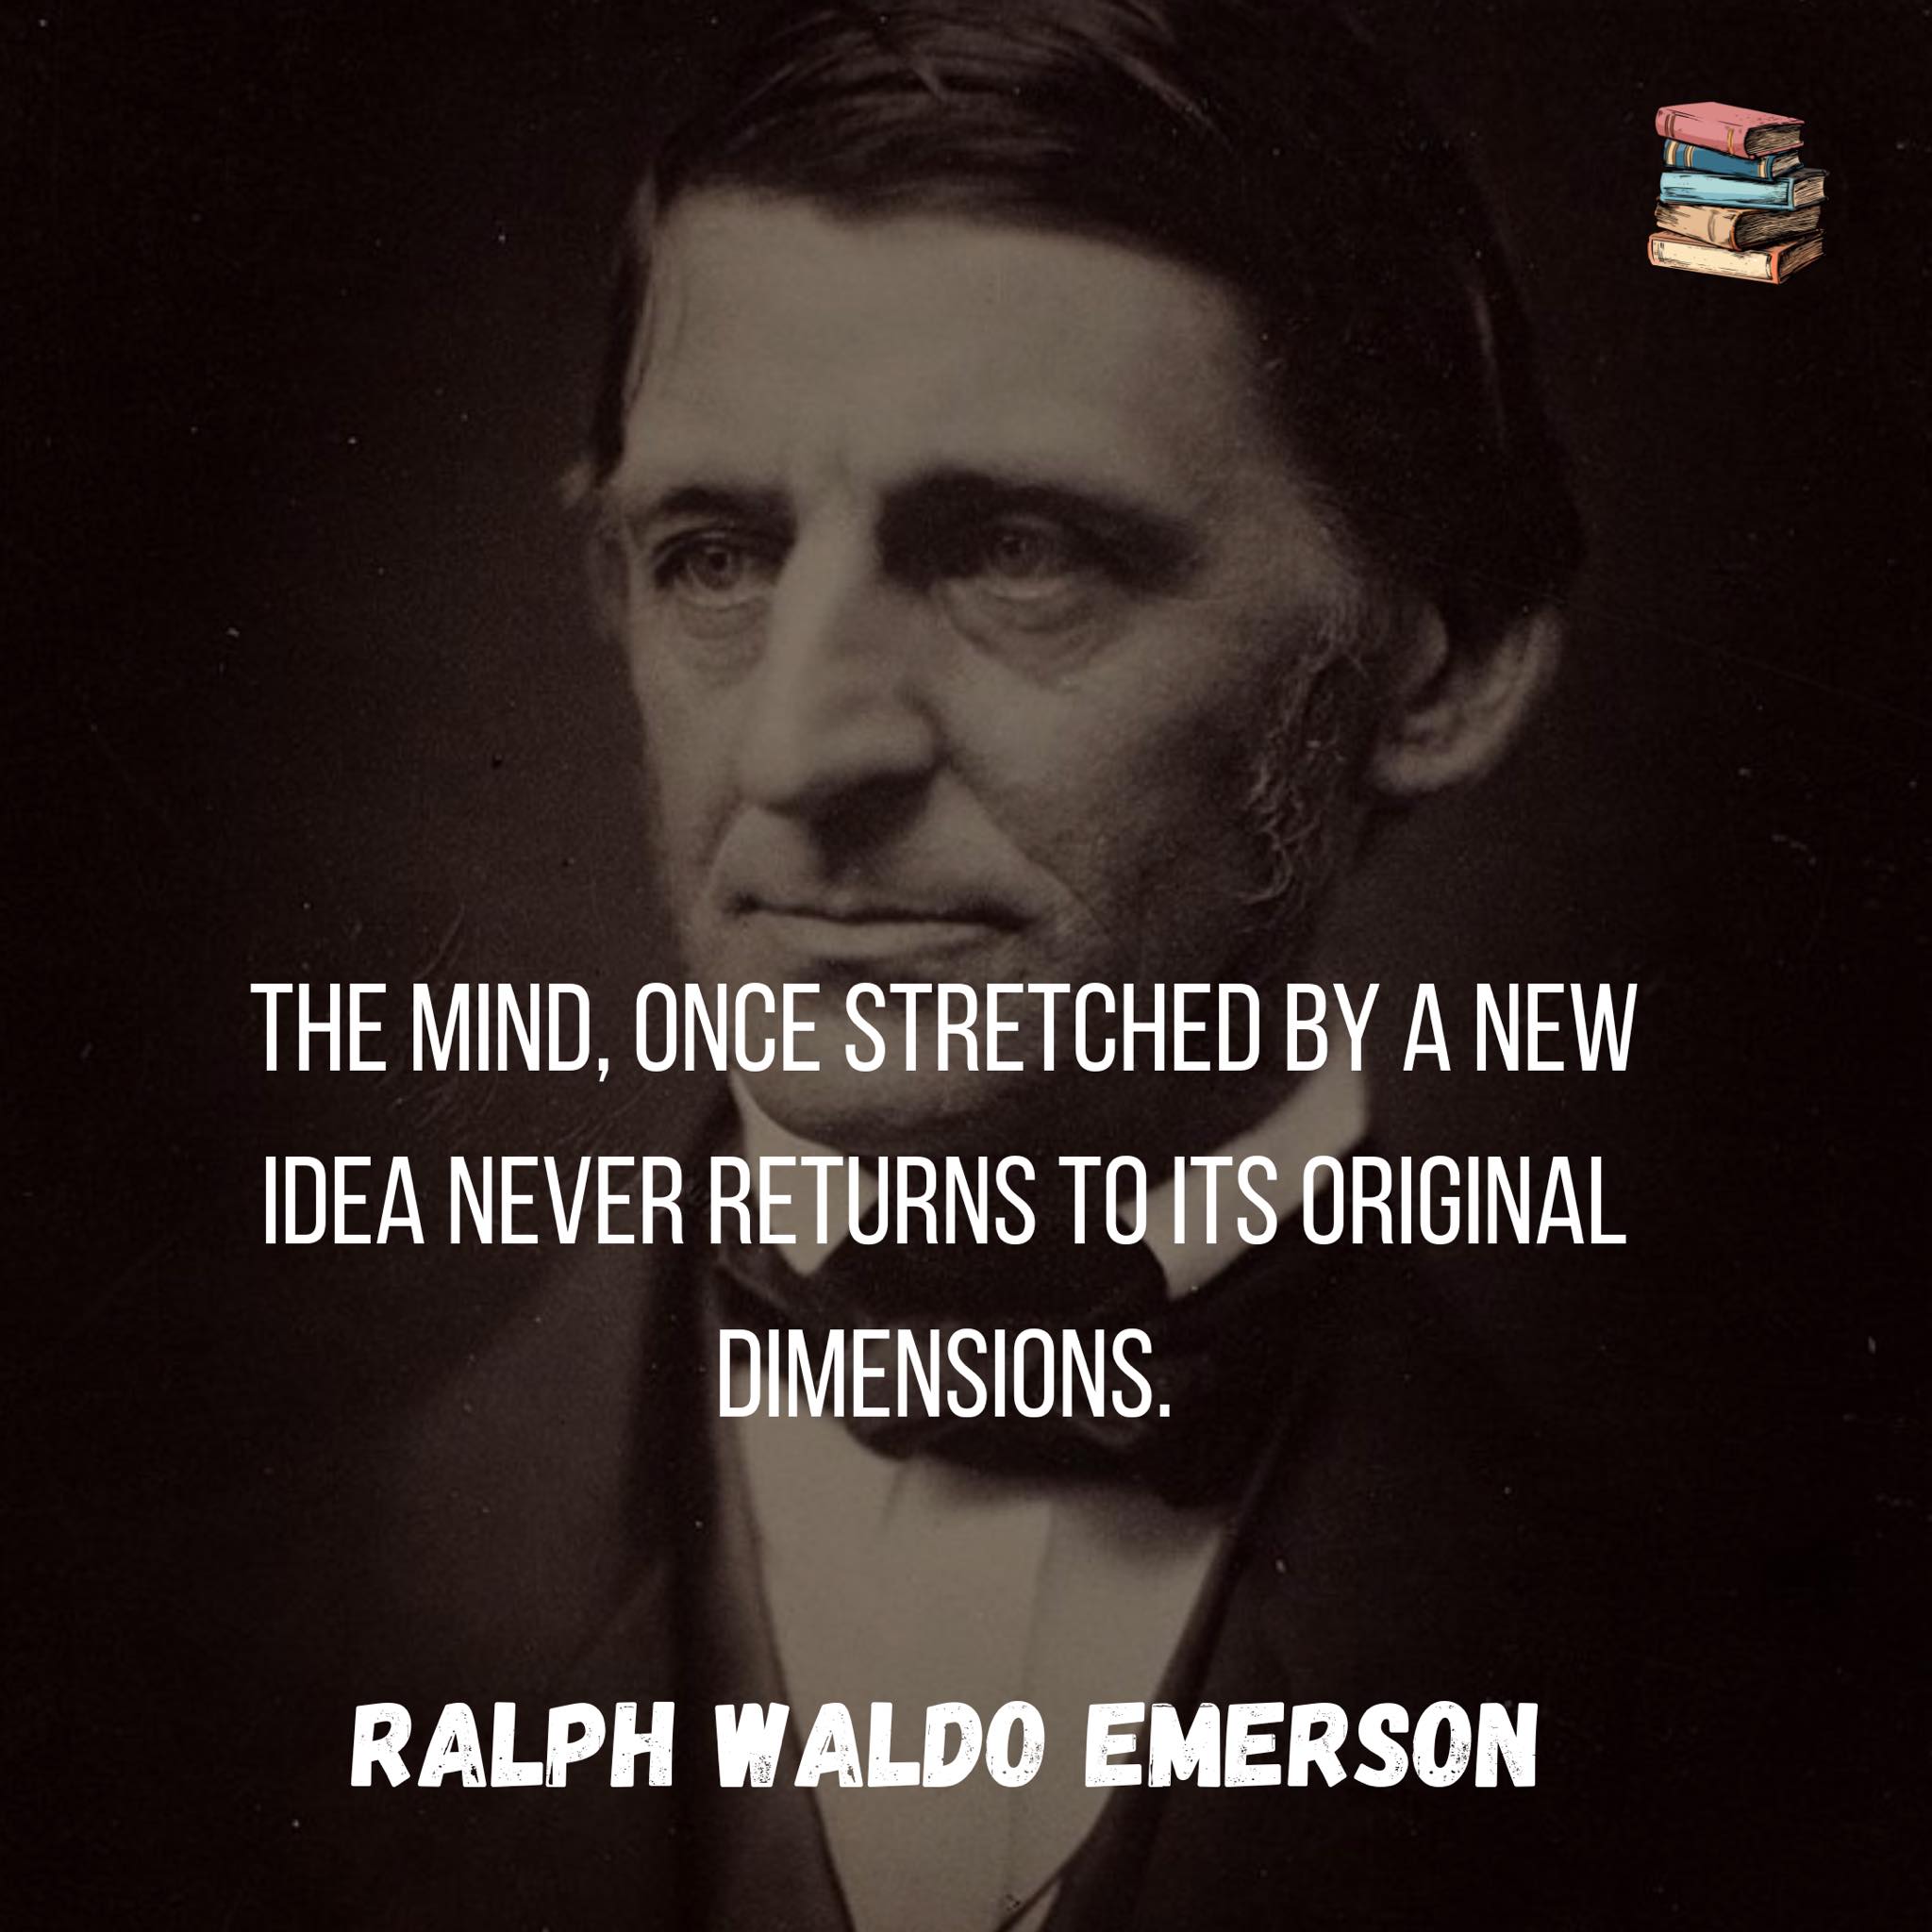 THE MIND, ONCE STRETCHED BY A NEW
IDEA NEVER RETURNS TO ITS ORIGINAL
DIMENSIONS.
RALPH WALDO EMERSON